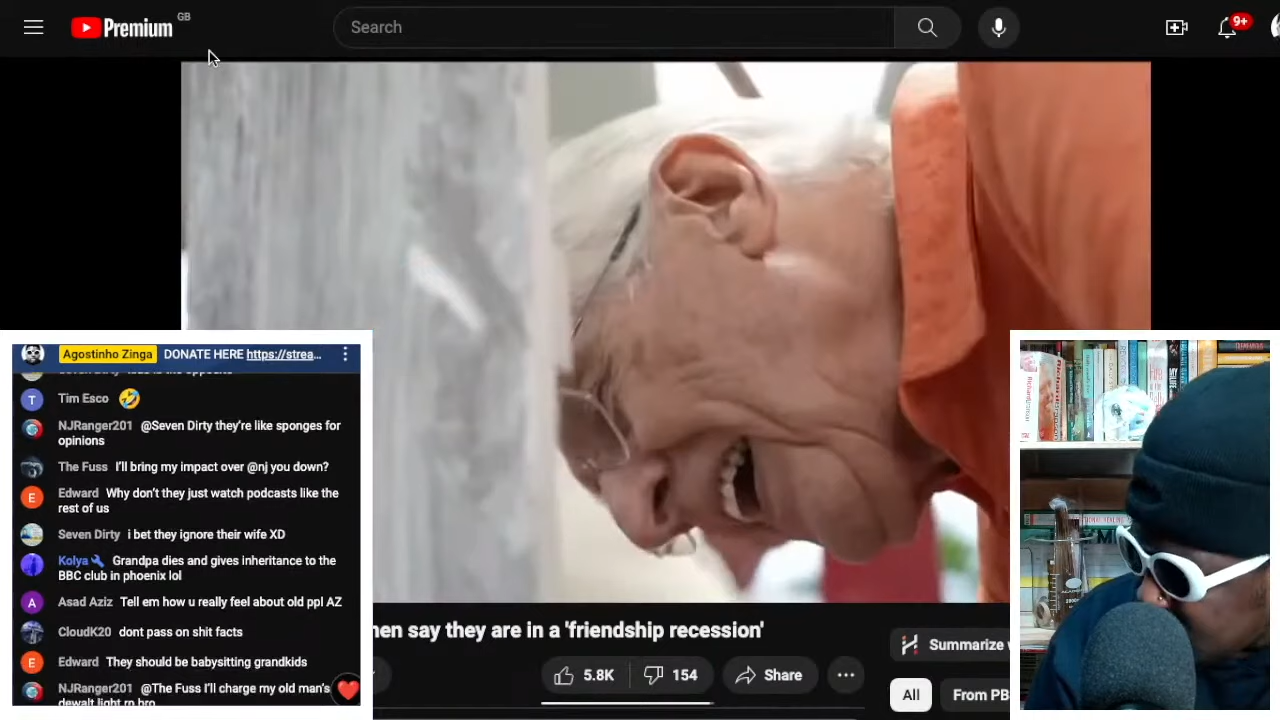 Premium GB
Search
9+
Agostinho Zinga DONATE HERE https://strea...
Tim Esco 🤣
NJRanger201 @Seven Dirty they're like sponges for
opinions
The Fuss I'll bring my impact over @nj you down?
Edward Why don't they just watch podcasts like the
rest of us
Seven Dirty i bet they ignore their wife XD
Kolya Grandpa dies and gives inheritance to the
BBC club in phoenix lol
Asad Aziz Tell em how u really feel about old ppl AZ
CloudK20 dont pass on shit facts
Edward They should be babysitting grandkids
NJRanger201 @The Fuss I'll charge my old man's
dewalt light rn bro
T
E
A
E
men say they are in a 'friendship recession'
5.8K
154
Share
...
Summarize
All
From PB